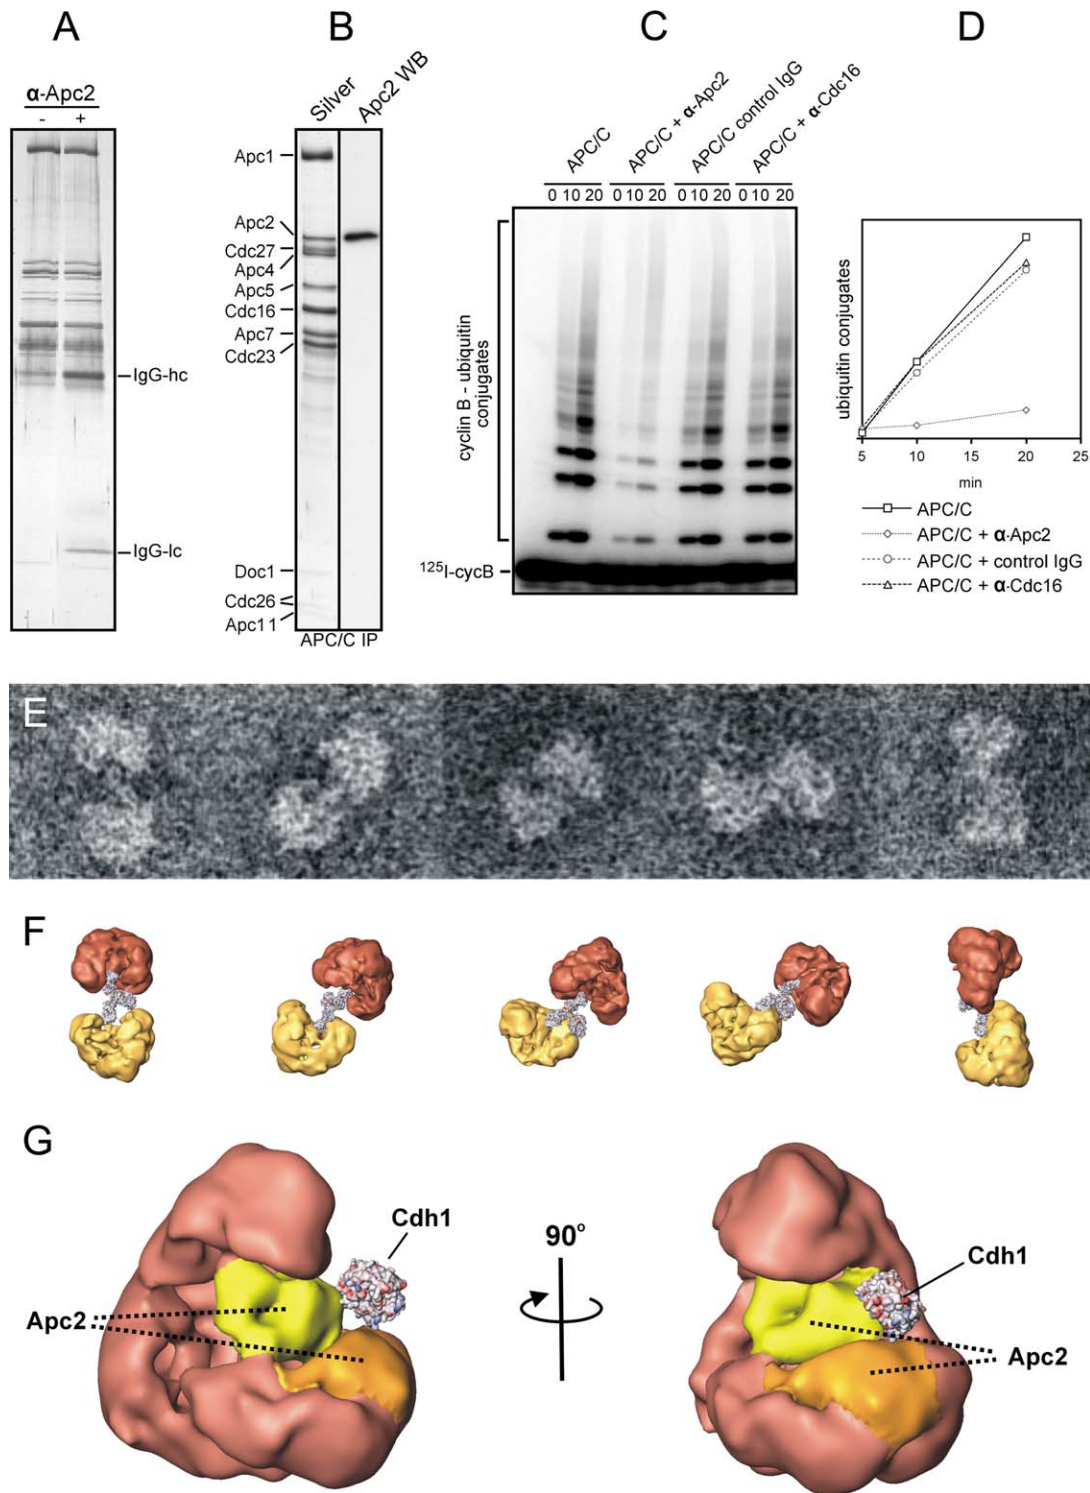 A
α-Apc2
- +
IgG-hc
IgG-lc
B
Silver
Apc2 WB
Apc1
Apc2
Cdc27
Apc4
Apc5
Cdc16
Apc7
Cdc23
Doc1
Cdc26
Apc11
APC/C IP
C
APC/C
APC/C + α-Apc2
APC/C control IgG
APC/C + α-Cdc16
0 10 20 0 10 20 0 10 20 0 10 20
cyclin B - ubiquitin
conjugates
¹²⁵I-cycB
D
ubiquitin conjugates
5 10 15 20 25
min
APC/C
APC/C + α-Apc2
APC/C + control IgG
APC/C + α-Cdc16
E
F
G
Cdh1
Apc2
90°
Cdh1
Apc2